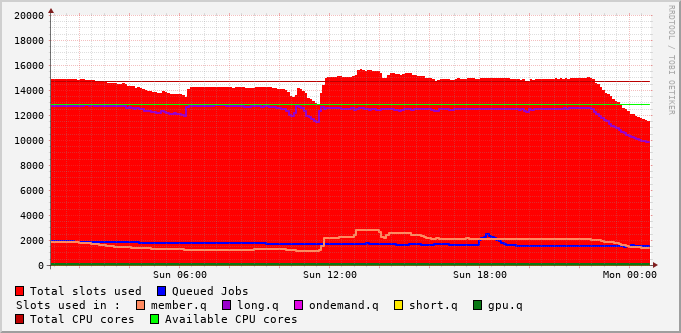 20000
18000
16000
14000
12000
10000
8000
6000
4000
2000
0
Sun 06:00 Sun 12:00 Sun 18:00 Mon 00:00
RRDTOOL / TOBI OETIKER
Total slots used Queued Jobs
Slots used in : member.q long.q ondemand.q short.q gpu.q
Total CPU cores Available CPU cores